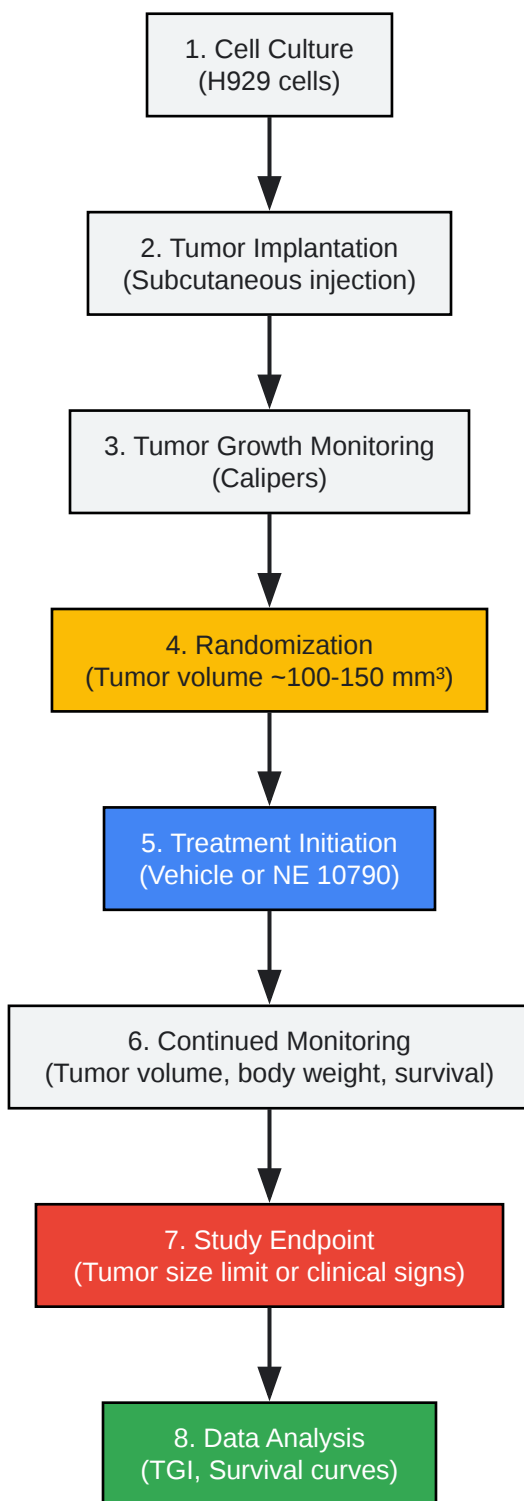 1. Cell Culture
(H929 cells)
2. Tumor Implantation
(Subcutaneous injection)
3. Tumor Growth Monitoring
(Calipers)
4. Randomization
(Tumor volume ~100-150 mm³)
5. Treatment Initiation
(Vehicle or NE 10790)
6. Continued Monitoring
(Tumor volume, body weight, survival)
7. Study Endpoint
(Tumor size limit or clinical signs)
8. Data Analysis
(TGI, Survival curves)